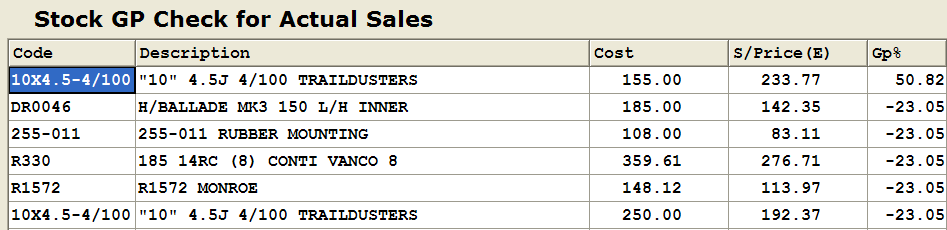 Stock GP Check for Actual Sales
Code Description Cost S/Price(E) Gp%
10X4.5-4/100 "10" 4.5J 4/100 TRAILDUSTERS 155.00 233.77 50.82
DR0046 H/BALLADE MK3 150 L/H INNER 185.00 142.35 -23.05
255-011 255-011 RUBBER MOUNTING 108.00 83.11 -23.05
R330 185 14RC (8) CONTI VANCO 8 359.61 276.71 -23.05
R1572 R1572 MONROE 148.12 113.97 -23.05
10X4.5-4/100 "10" 4.5J 4/100 TRAILDUSTERS 250.00 192.37 -23.05